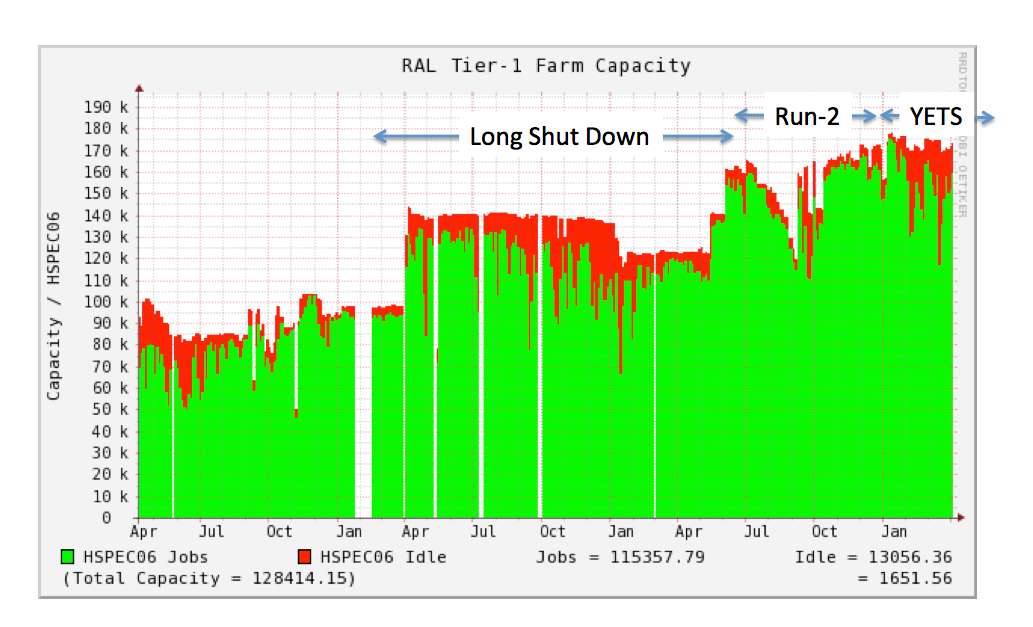 RAL Tier-1 Farm Capacity
Run-2
YETS
Long Shut Down
Capacity / HSPEC06
190 k
180 k
170 k
160 k
150 k
140 k
130 k
120 k
110 k
100 k
90 k
80 k
70 k
60 k
50 k
40 k
30 k
20 k
10 k
0
Apr Jul Oct Jan Apr Jul Oct Jan Apr Jul Oct Jan
HSPEC06 Jobs HSPEC06 Idle Jobs = 115357.79 Idle = 13056.36
(Total Capacity = 128414.15) = 1651.56
OETIKER